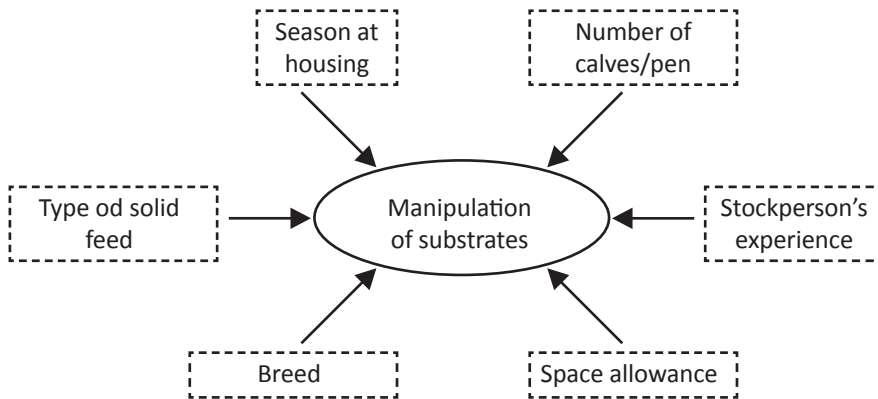 Season at
housing
Number of
calves/pen
Type od solid
feed
Manipulation
of substrates
Stockperson’s
experience
Breed
Space allowance